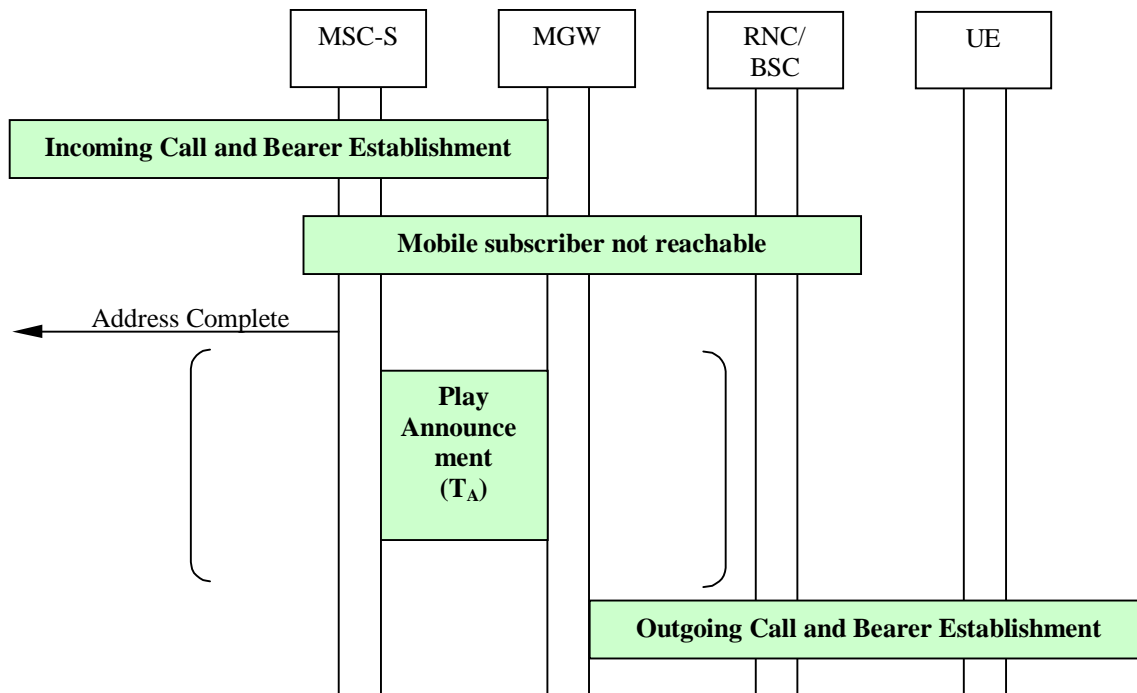 MSC-S
MGW
RNC/
BSC
UE
Incoming Call and Bearer Establishment
Mobile subscriber not reachable
Address Complete
Play
Announce
ment
(TA)
Outgoing Call and Bearer Establishment